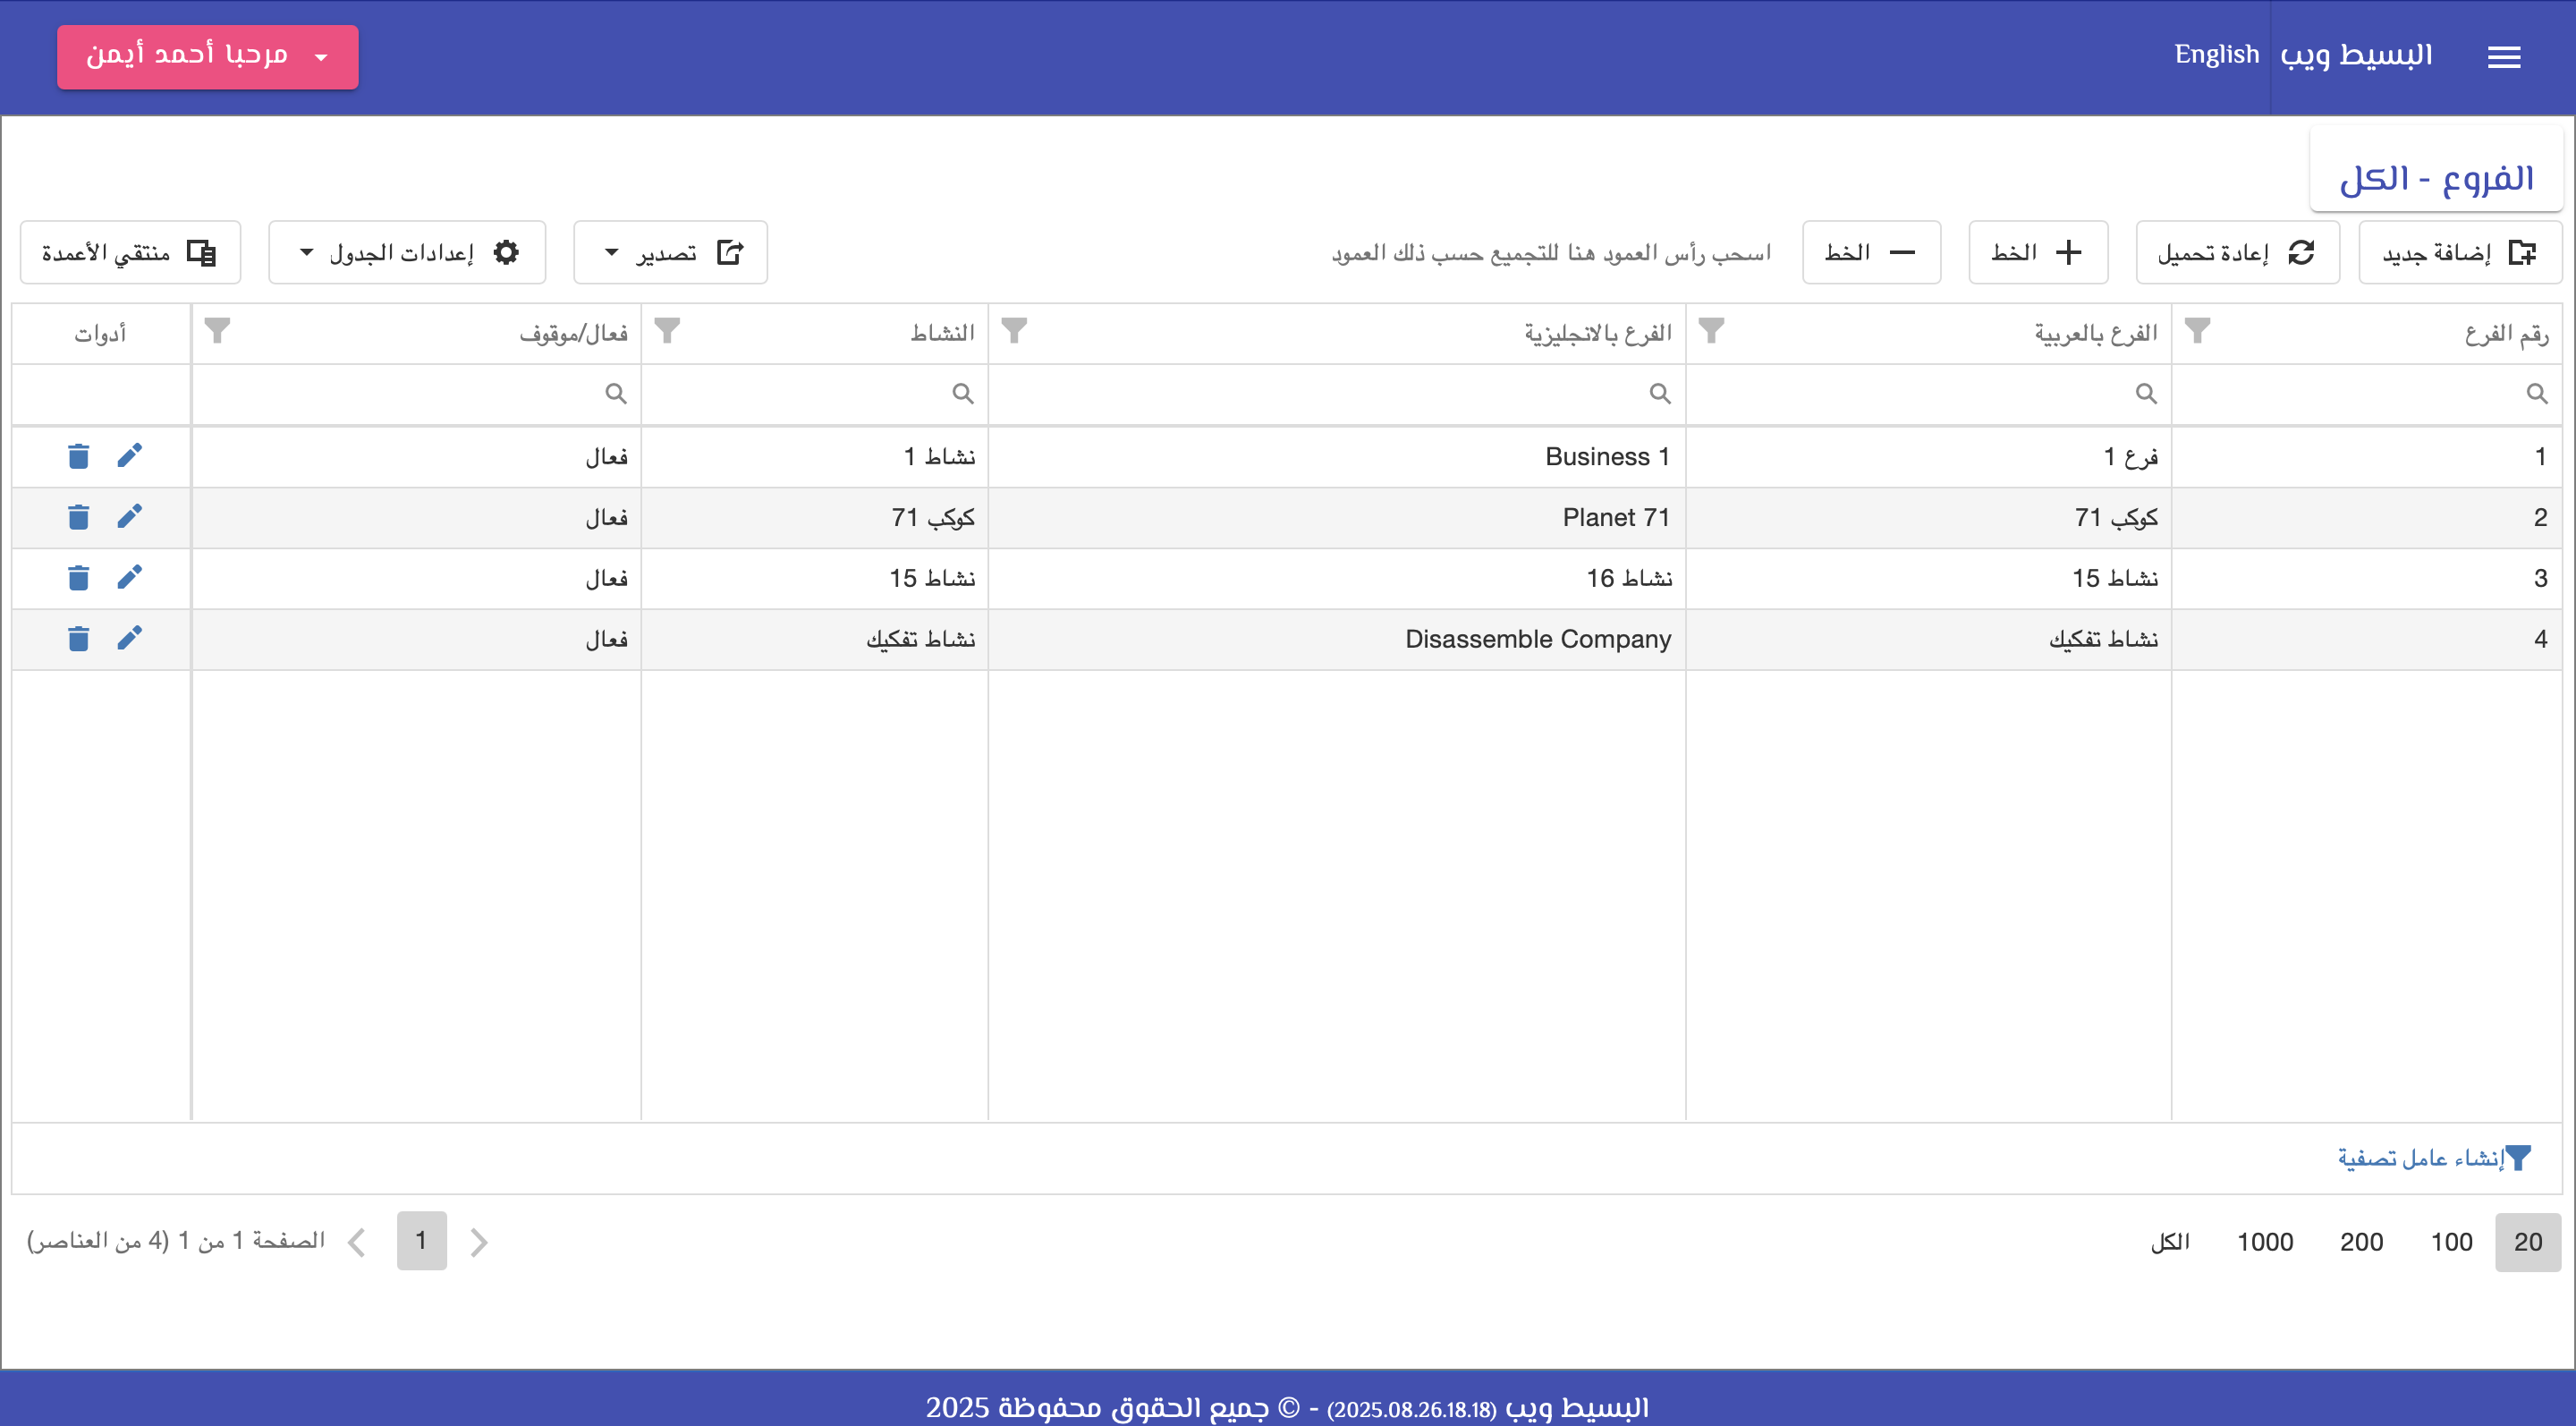 البسيط ويب English مرحبا أحمد أيمن
الفروع - الكل
إضافة جديد إعادة تحميل الخط الخط اسحب رأس العمود هنا للتجميع حسب ذلك العمود تصدير إعدادات الجدول منتقي الأعمدة
رقم الفرع الفرع بالعربية الفرع بالانجليزية النشاط فعال/موقوف أدوات
1 فرع 1 Business 1 نشاط 1 فعال
2 كوكب 71 Planet 71 كوكب 71 فعال
3 نشاط 15 نشاط 16 نشاط 15 فعال
4 نشاط تفكيك Disassemble Company نشاط تفكيك فعال
إنشاء عامل تصفية
20 100 200 1000 الكل 1 الصفحة 1 من 1 (4 من العناصر)
البسيط ويب (2025.08.26.18.18) - © جميع الحقوق محفوظة 2025